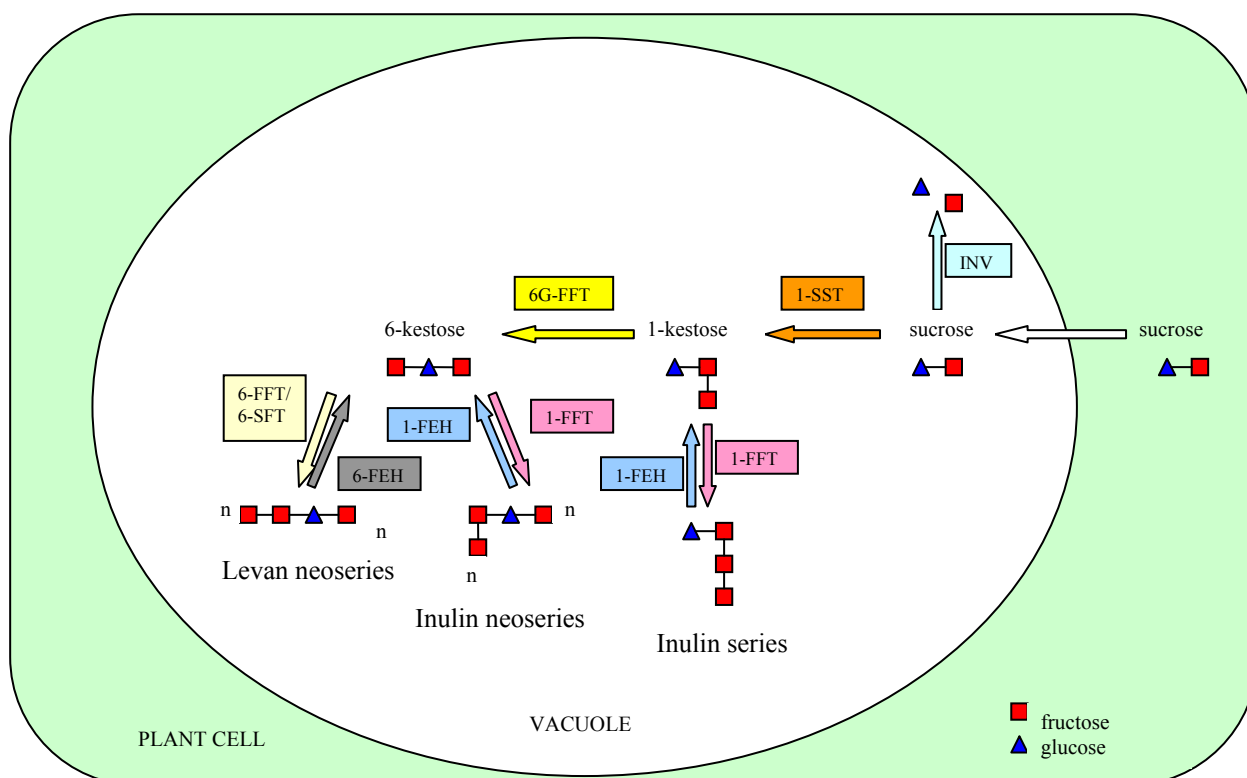 INV
6G-FFT
1-SST
6-kestose
1-kestose
sucrose
sucrose
6-FFT/
6-SFT
1-FEH
1-FFT
6-FEH
1-FEH
1-FFT
n
n
n
n
Levan neoseries
Inulin neoseries
Inulin series
PLANT CELL
VACUOLE
fructose
glucose